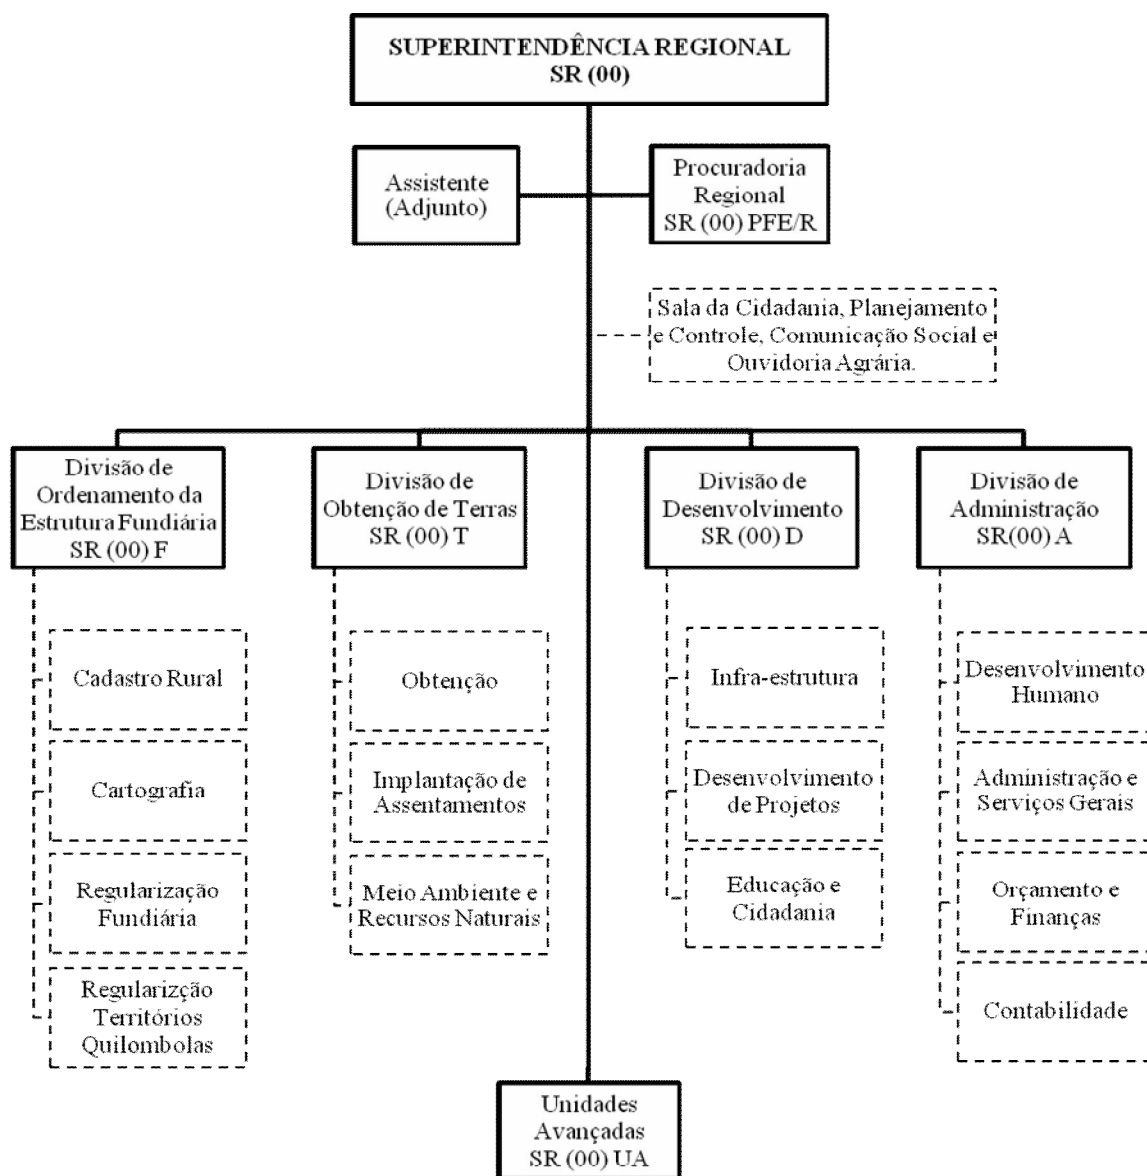 SUPERINTENDÊNCIA REGIONAL
SR (00)
Assistente
(Adjunto)
Procuradoria
Regional
SR (00) PFE/R
Sala da Cidadania, Planejamento
e Controle, Comunicação Social e
Ouvidoria Agrária.
Divisão de
Ordenamento da
Estrutura Fundiária
SR (00) F
Divisão de
Obtenção de Terras
SR (00) T
Divisão de
Desenvolvimento
SR (00) D
Divisão de
Administração
SR(00) A
Cadastro Rural
Cartografia
Regularização
Fundiária
Regularizção
Territórios
Quilombolas
Obtenção
Implantação de
Assentamentos
Meio Ambiente e
Recursos Naturais
Infra-estrutura
Desenvolvimento
de Projetos
Educação e
Cidadania
Desenvolvimento
Humano
Administração e
Serviços Gerais
Orçamento e
Finanças
Contabilidade
Unidades
Avançadas
SR (00) UA